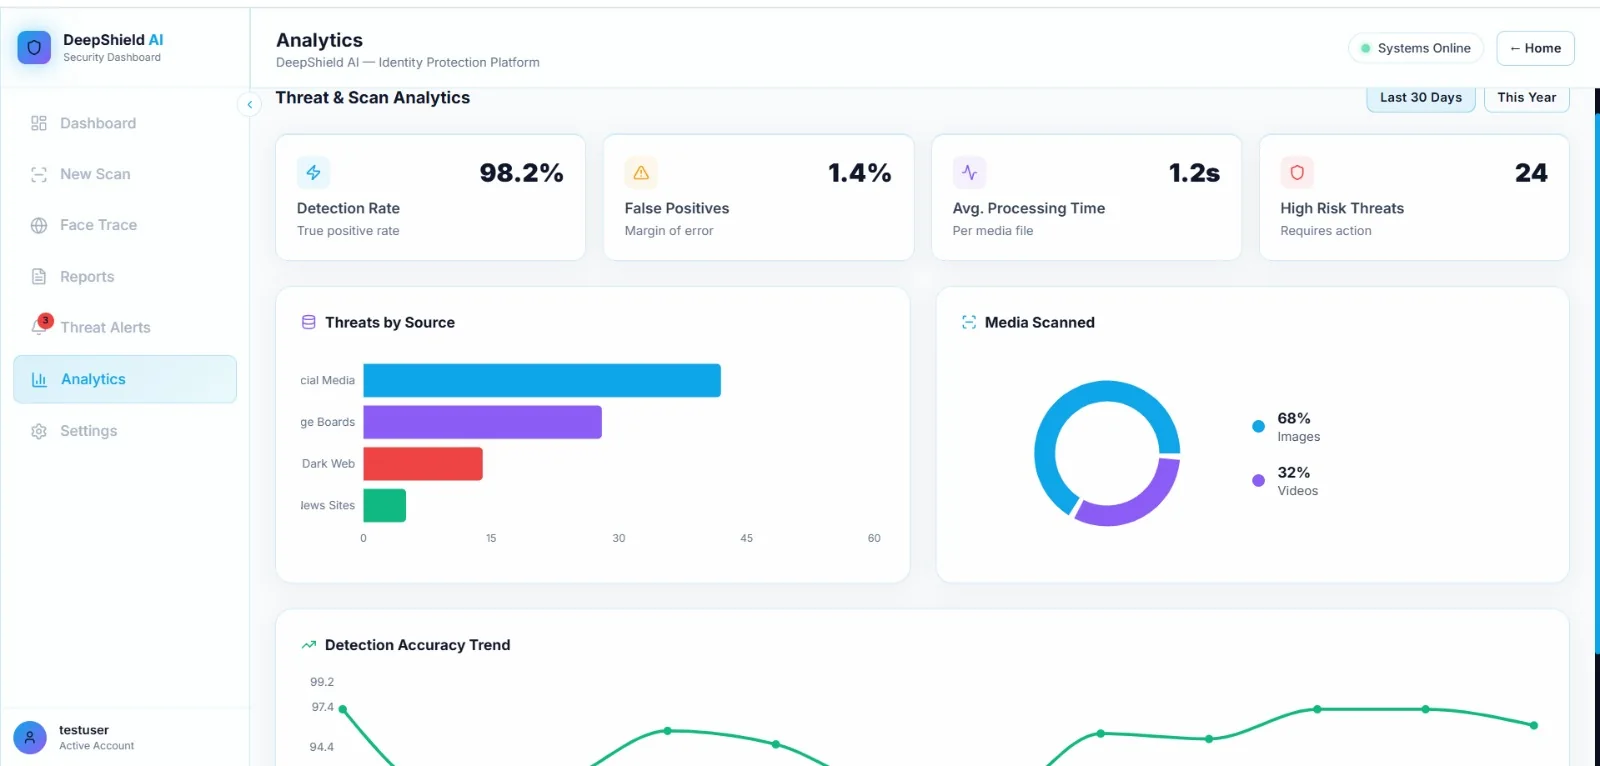 DeepShield AI
Security Dashboard
Dashboard
New Scan
Face Trace
Reports
3
Threat Alerts
Analytics
Settings
testuser
Active Account
Analytics
DeepShield AI — Identity Protection Platform
Systems Online
← Home
Threat & Scan Analytics
Last 30 Days
This Year
98.2%
Detection Rate
True positive rate
1.4%
False Positives
Margin of error
1.2s
Avg. Processing Time
Per media file
24
High Risk Threats
Requires action
Threats by Source
cial Media
ge Boards
Dark Web
lews Sites
0 15 30 45 60
Media Scanned
68%
Images
32%
Videos
Detection Accuracy Trend
99.2
97.4
94.4